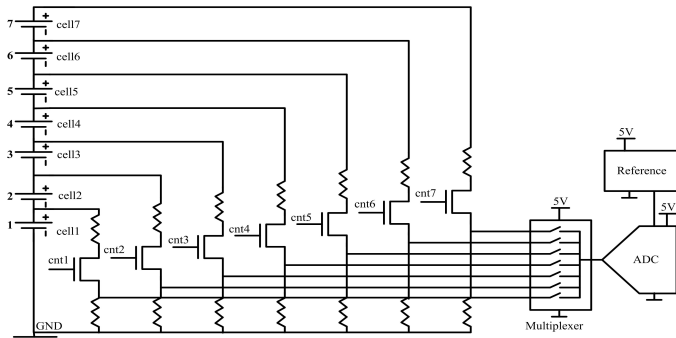 7 + cell7
6 + cell6
5 + cell5
4 + cell4
3 + cell3
2 + cell2
1 + cell1
cnt1
cnt2
cnt3
cnt4
cnt5
cnt6
cnt7
GND
5V
Multiplexer
5V
Reference
5V
ADC